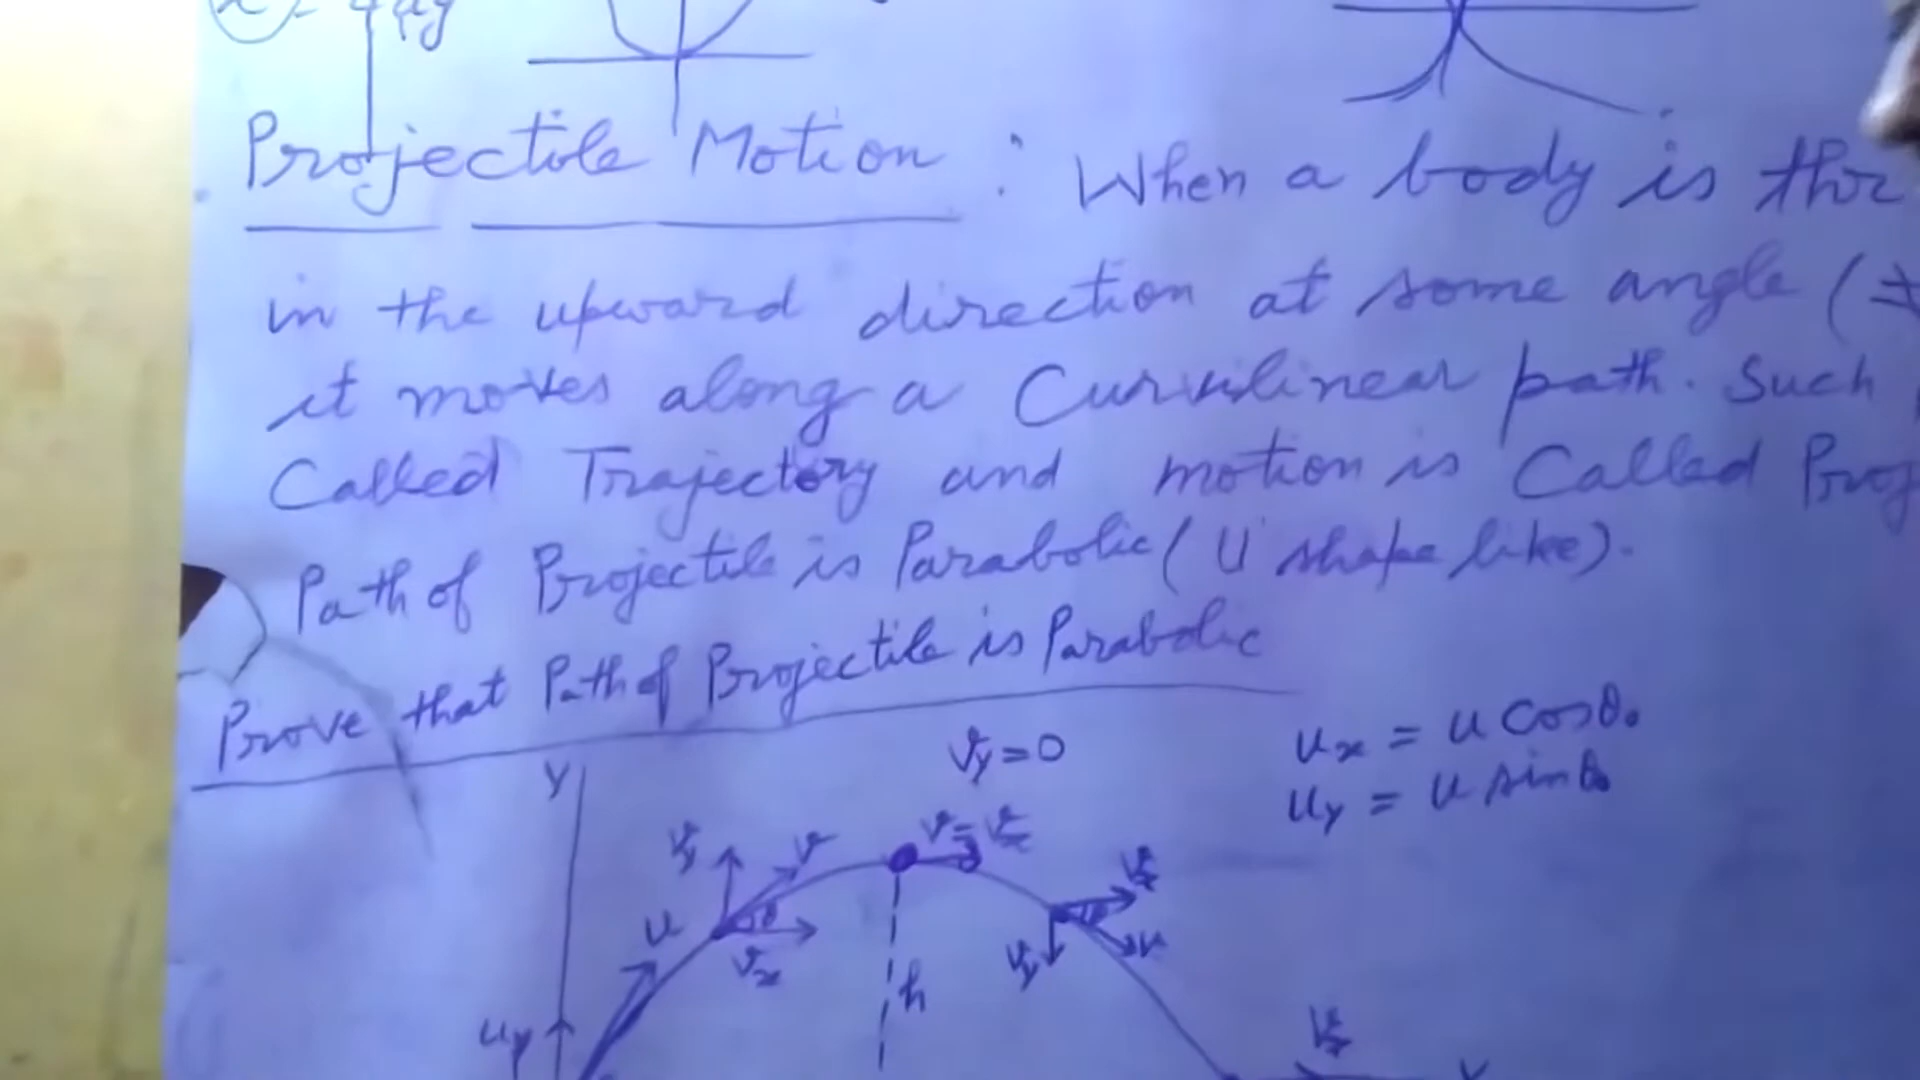 Projectile Motion : When a body is thr
in the upward direction at some angle (≠
it moves along a Curvilinear path. Such
Called Trajectory and motion is Called Proj
Path of Projectile is Parabolic ( U shape like).
Prove that Path of Projectile is Parabolic
Vy = 0
ux = u cosθ₀
uy = u sinθ₀
y
Vy
v
v = vx
Vx
u
Vx
Vy
v
h
uy
Vx
x